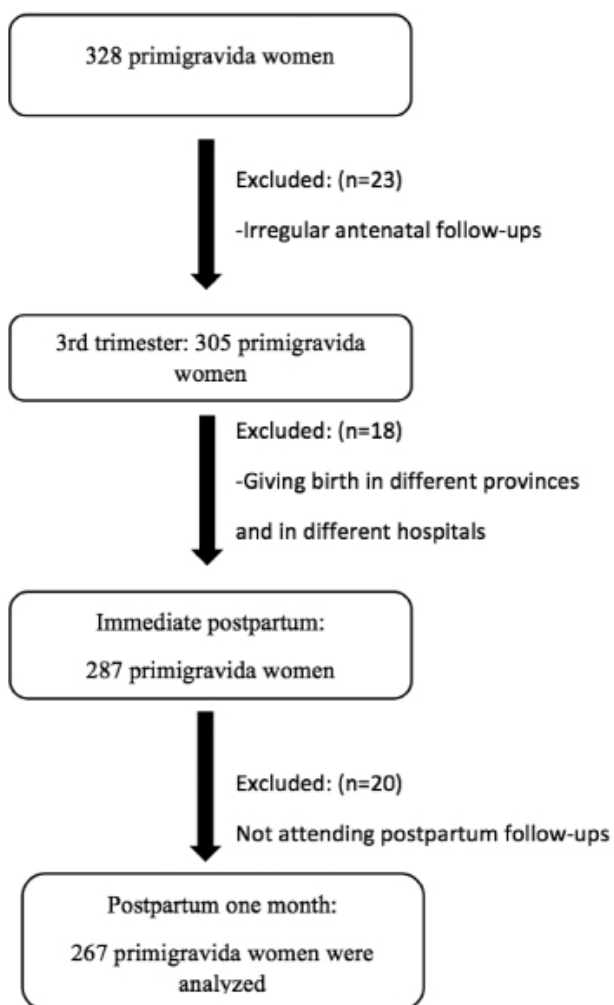 328 primigravida women
Excluded: (n=23)
-Irregular antenatal follow-ups
3rd trimester: 305 primigravida
women
Excluded: (n=18)
-Giving birth in different provinces
and in different hospitals
Immediate postpartum:
287 primigravida women
Excluded: (n=20)
Not attending postpartum follow-ups
Postpartum one month:
267 primigravida women were
analyzed